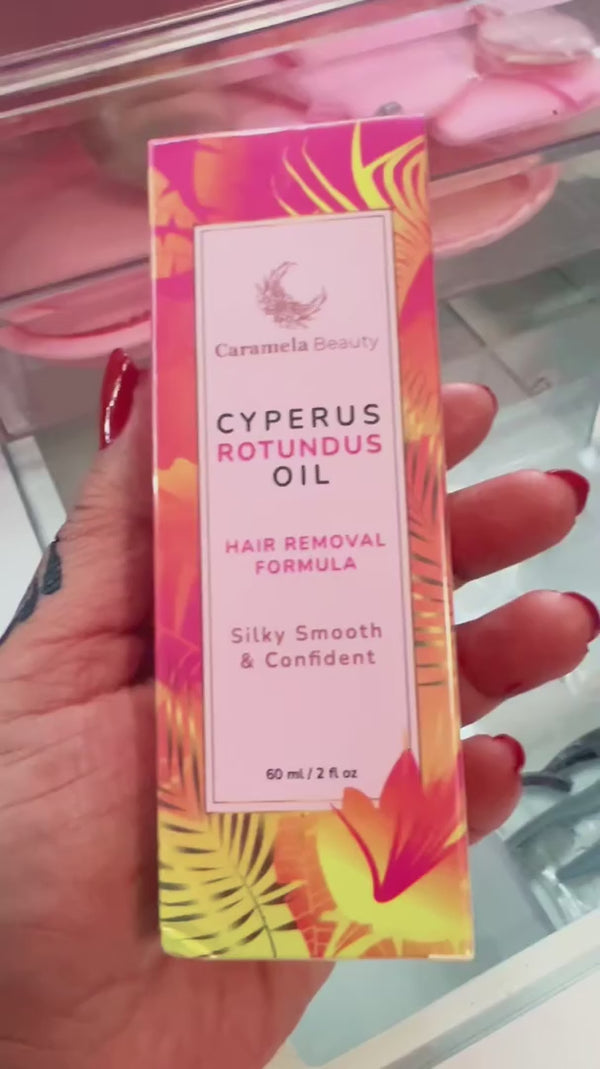 Caramela Beauty
CYPERUS
ROTUNDUS
OIL
HAIR REMOVAL
FORMULA
Silky Smooth
& Confident
60 ml / 2 fl oz